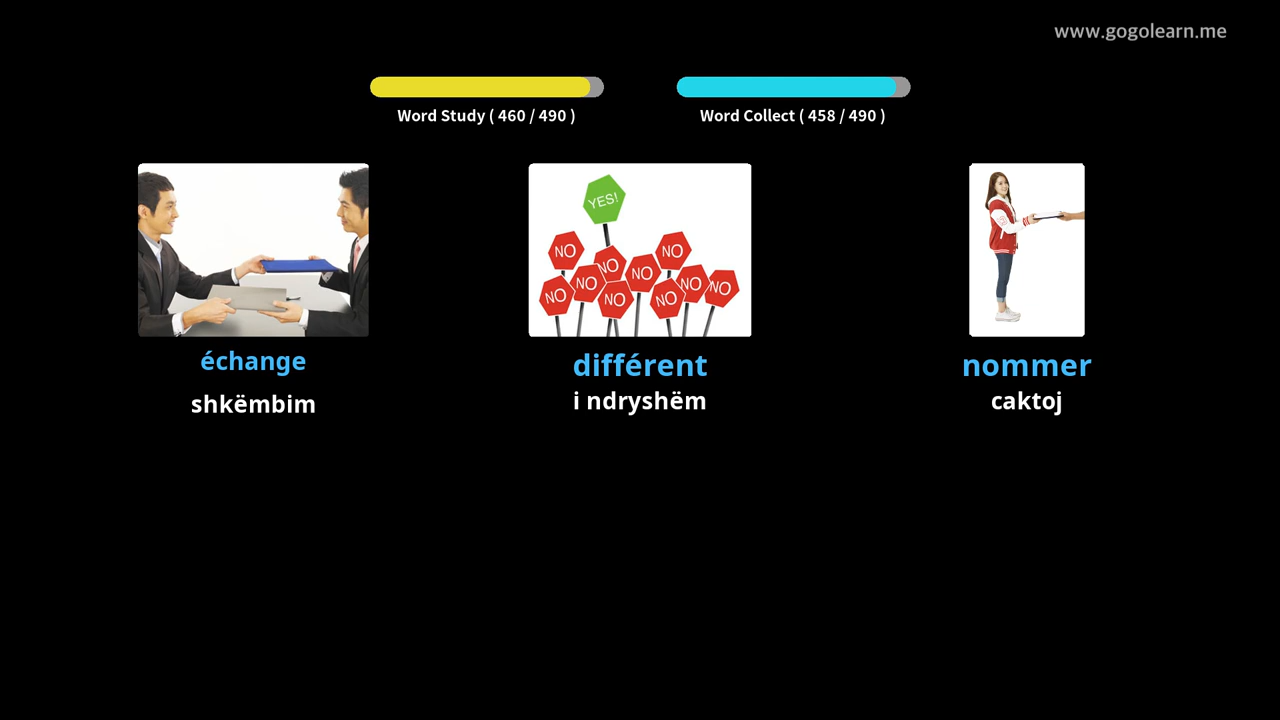 www.gogolearn.me
Word Study ( 460 / 490 )
Word Collect ( 458 / 490 )
YES!
NO
NO
NO
NO
NO
NO
NO
NO
NO
NO
échange
différent
nommer
shkëmbim
i ndryshëm
caktoj